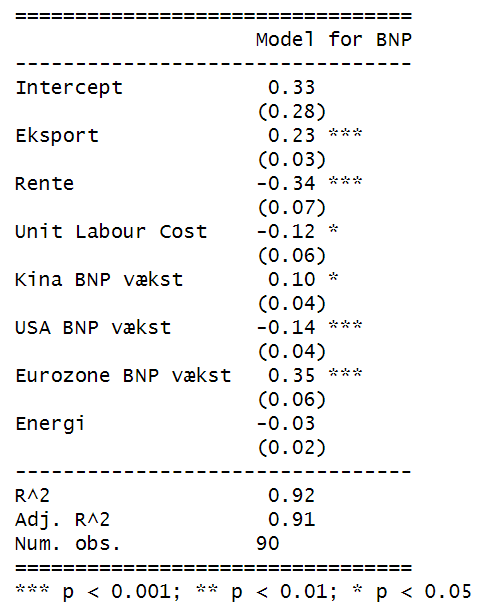 =================================
Model for BNP
---------------------------------
Intercept 0.33
(0.28)
Eksport 0.23 ***
(0.03)
Rente -0.34 ***
(0.07)
Unit Labour Cost -0.12 *
(0.06)
Kina BNP vækst 0.10 *
(0.04)
USA BNP vækst -0.14 ***
(0.04)
Eurozone BNP vækst 0.35 ***
(0.06)
Energi -0.03
(0.02)
---------------------------------
R^2 0.92
Adj. R^2 0.91
Num. obs. 90
=================================
*** p < 0.001; ** p < 0.01; * p < 0.05